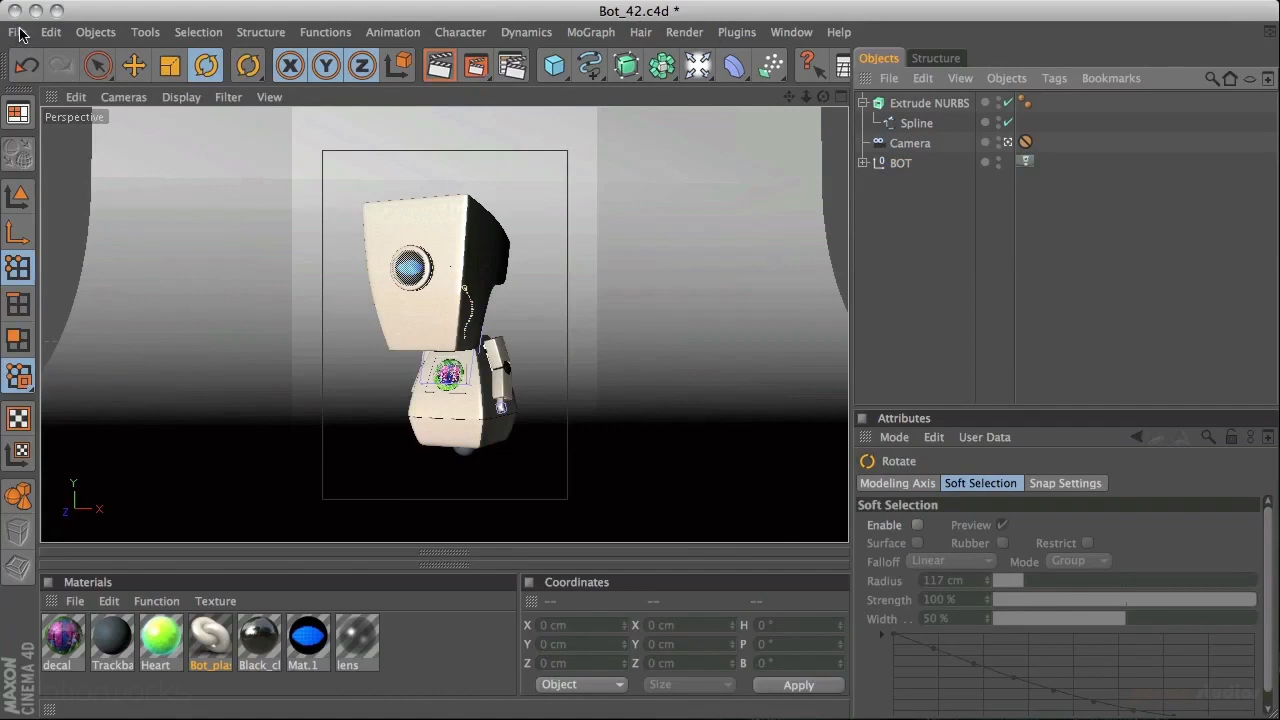 Bot_42.c4d *
Edit Objects Tools Selection Structure Functions Animation Character Dynamics MoGraph Hair Render Plugins Window Help
Objects Structure
File Edit View Objects Tags Bookmarks
Edit Cameras Display Filter View
Perspective
Extrude NURBS
Spline
Camera
BOT
Y
Z X
Attributes
Mode Edit User Data
Rotate
Modeling Axis Soft Selection Snap Settings
Soft Selection
Enable Preview
Surface Rubber Restrict
Falloff Linear Mode Group
Radius 117 cm
Strength 100 %
Width . . 50 %
Materials
File Edit Function Texture
decal Trackba Heart Bot_plas Black_cl Mat.1 lens
Coordinates
-- -- --
X 0 cm X 0 cm H 0 °
Y 0 cm Y 0 cm P 0 °
Z 0 cm Z 0 cm B 0 °
Object Size Apply
MAXON
CINEMA 4D